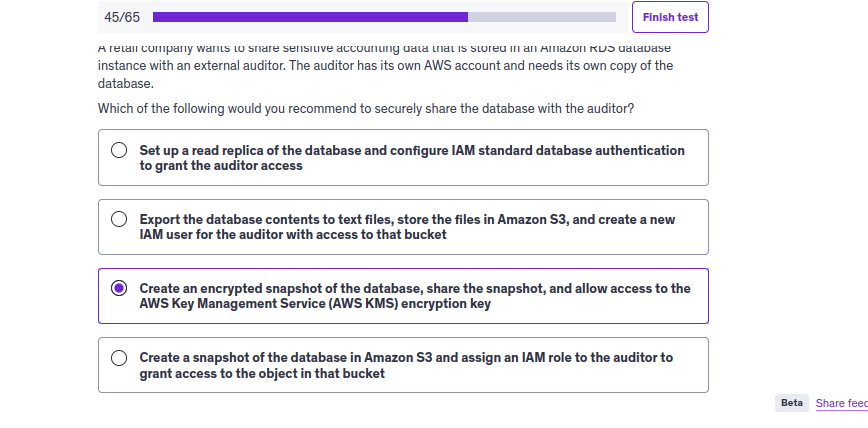 45/65
Finish test
A retail company wants to share sensitive accounting data that is stored in an Amazon RDS database
instance with an external auditor. The auditor has its own AWS account and needs its own copy of the
database.
Which of the following would you recommend to securely share the database with the auditor?
Set up a read replica of the database and configure IAM standard database authentication
to grant the auditor access
Export the database contents to text files, store the files in Amazon S3, and create a new
IAM user for the auditor with access to that bucket
Create an encrypted snapshot of the database, share the snapshot, and allow access to the
AWS Key Management Service (AWS KMS) encryption key
Create a snapshot of the database in Amazon S3 and assign an IAM role to the auditor to
grant access to the object in that bucket
Beta Share feec